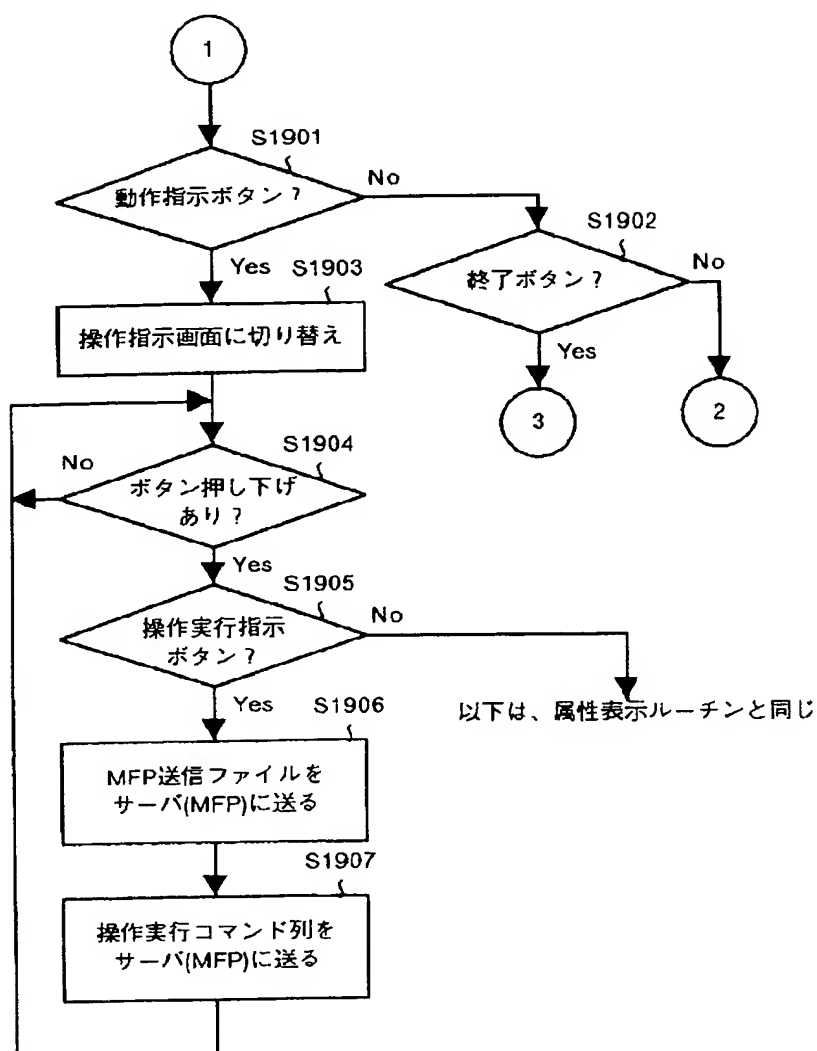 1
S1901
動作指示ボタン？
No
S1902
Yes
S1903
終了ボタン？
No
操作指示画面に切り替え
Yes
3
2
S1904
No
ボタン押し下げ
あり？
Yes
S1905
操作実行指示
ボタン？
No
Yes
S1906
以下は、属性表示ルーチンと同じ
MFP送信ファイルを
サーバ(MFP)に送る
S1907
操作実行コマンド列を
サーバ(MFP)に送る